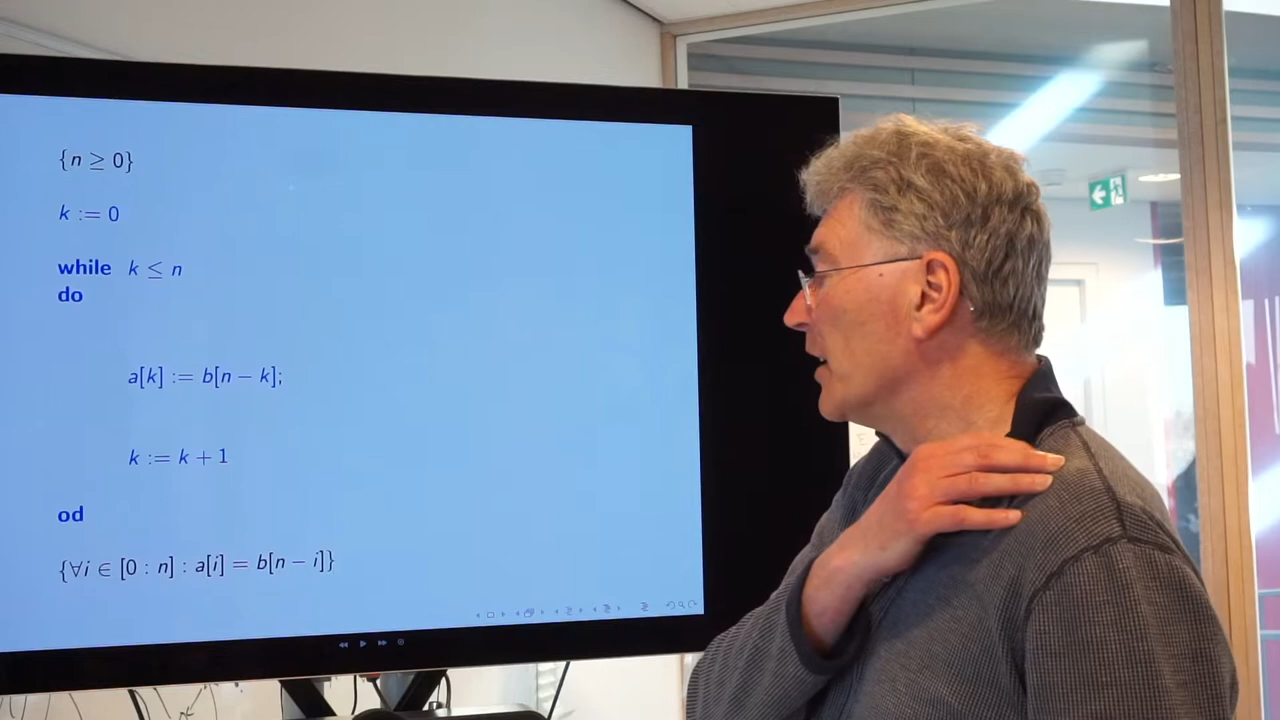 {n ≥ 0}
k := 0
while k ≤ n
do
a[k] := b[n − k];
k := k + 1
od
{∀i ∈ [0 : n] : a[i] = b[n − i]}